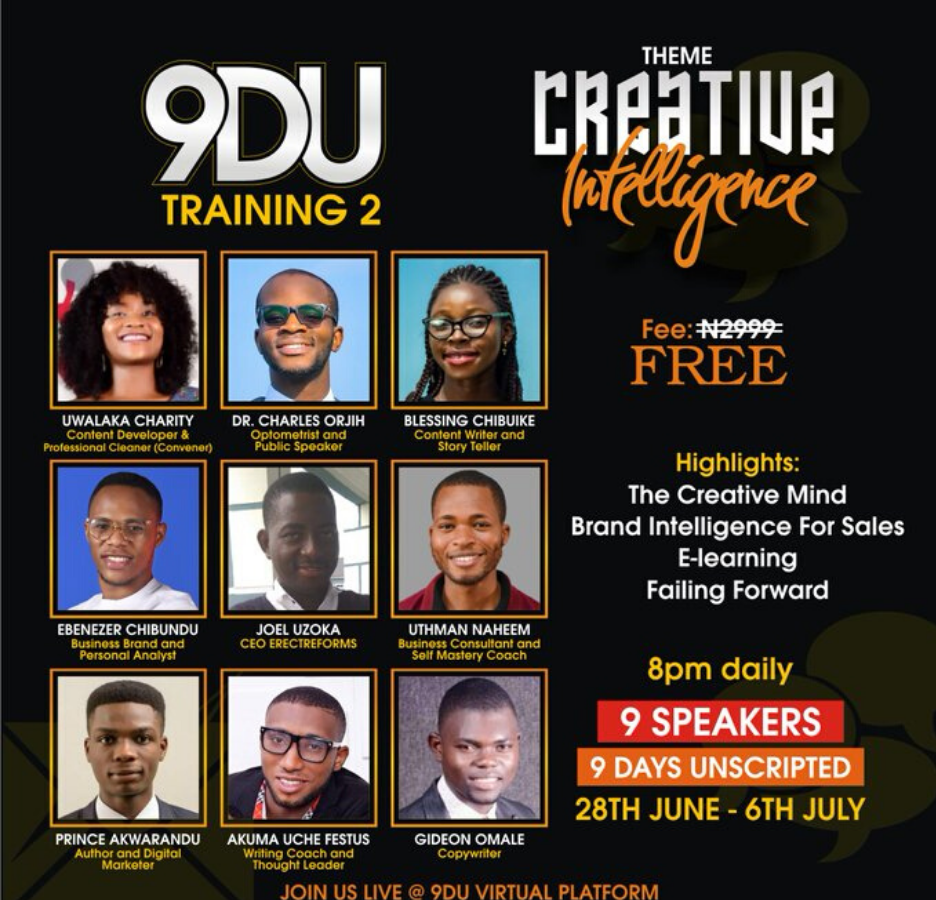 9DU
TRAINING 2
THEME
CREATIVE
Intelligence
UWALAKA CHARITY
Content Developer &
Professional Cleaner (Convener)
DR. CHARLES ORJIH
Optometrist and
Public Speaker
BLESSING CHIBUIKE
Content Writer and
Story Teller
Fee: N2999
FREE
EBENEZER CHIBUNDU
Business Brand and
Personal Analyst
JOEL UZOKA
CEO ERECTREFORMS
UTHMAN NAHEEM
Business Consultant and
Self Mastery Coach
Highlights:
The Creative Mind
Brand Intelligence For Sales
E-learning
Failing Forward
PRINCE AKWARANDU
Author and Digital
Marketer
AKUMA UCHE FESTUS
Writing Coach and
Thought Leader
GIDEON OMALE
Copywriter
8pm daily
9 SPEAKERS
9 DAYS UNSCRIPTED
28TH JUNE - 6TH JULY
JOIN US LIVE @ 9DU VIRTUAL PLATFORM